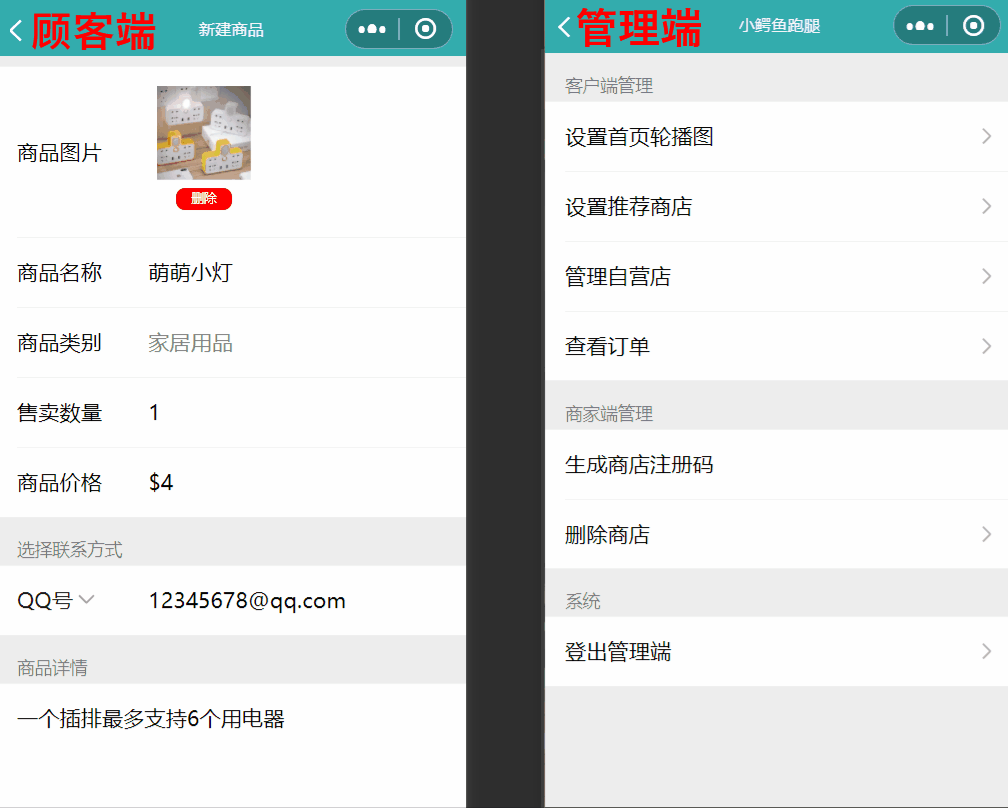 顾客端
新建商品
商品图片
删除
商品名称 萌萌小灯
商品类别 家居用品
售卖数量 1
商品价格 $4
选择联系方式
QQ号 12345678@qq.com
商品详情
一个插排最多支持6个用电器
管理端
小鳄鱼跑腿
客户端管理
设置首页轮播图
设置推荐商店
管理自营店
查看订单
商家端管理
生成商店注册码
删除商店
系统
登出管理端